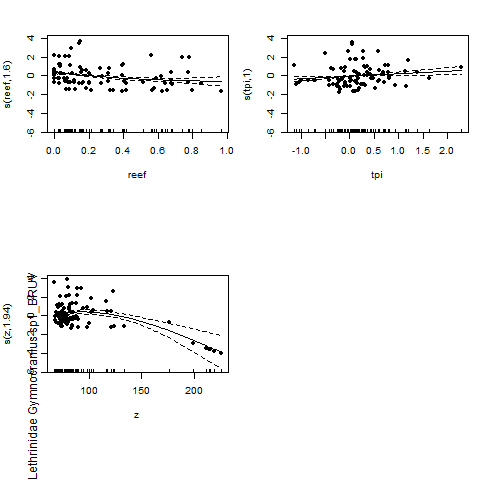 s(reef,1.6)
4
2
0
-2
-4
-6
0.0 0.2 0.4 0.6 0.8 1.0
reef
s(tpi,1)
4
2
0
-2
-4
-6
-1.0 0.0 0.5 1.0 1.5 2.0
tpi
s(z,1.94)
100 150 200
z
Lethrinidae Gymnocranius sp1_BRUV